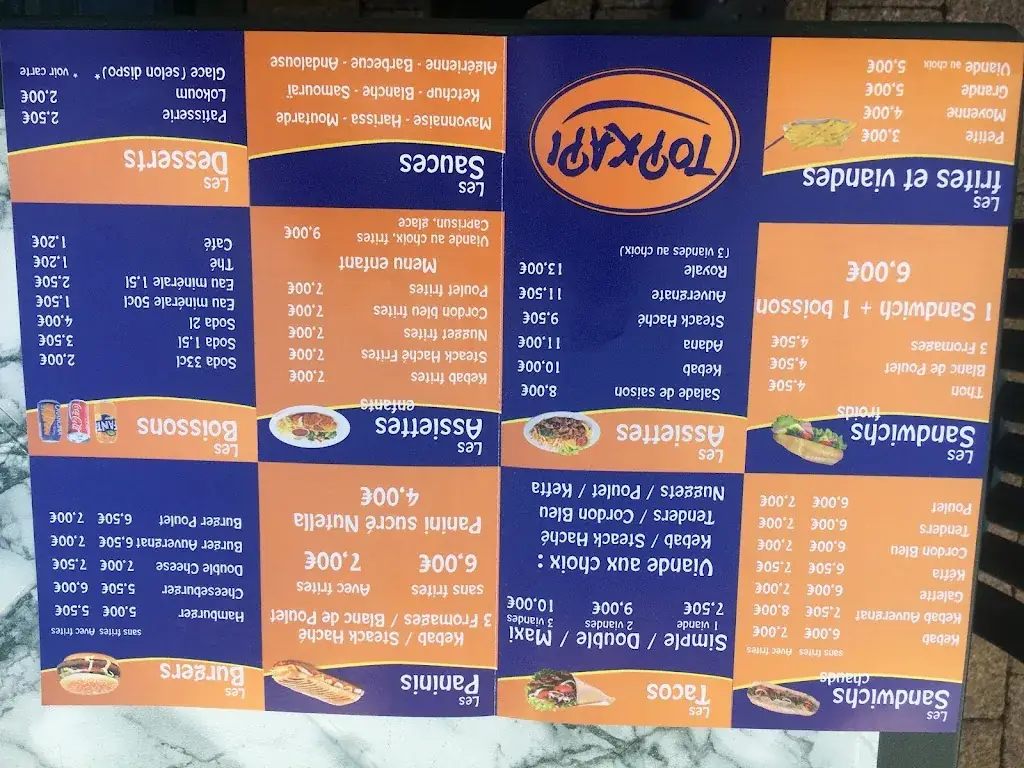 Les
Sandwichs
chauds
sans frites Avec frites
Kebab 6,00€ 7,00€
Kebab Auvergnat 7,50€ 8,00€
Galette 6,00€ 7,00€
Kefta 6,50€ 7,50€
Cordon Bleu 6,00€ 7,00€
Tenders 6,00€ 7,00€
Poulet 6,00€ 7,00€
Les
Tacos
Simple / Double / Maxi
1 viande 2 viandes 3 viandes
7,50€ 9,00€ 10,00€
Viande aux choix :
Kebab / Steack Haché
Tenders / Cordon Bleu
Nuggets / Poulet / Kefta
Les
Paninis
Kebab / Steack Haché
3 Fromages / Blanc de Poulet
sans frites Avec frites
6,00€ 7,00€
Panini sucré Nutella
4,00€
Les
Burgers
sans frites Avec frites
Hamburger 5,00€ 5,50€
Cheeseburger 5,50€ 6,00€
Double Cheese 7,00€ 7,50€
Burger Auvergnat 6,50€ 7,00€
Burger Poulet 6,50€ 7,00€
Les
Sandwichs
froids
Thon 4,50€
Blanc de Poulet 4,50€
3 Fromages 4,50€
1 Sandwich + 1 boisson
6,00€
Les
Assiettes
Salade de saison 8,00€
Kebab 10,00€
Adana 11,00€
Steack Haché 9,50€
Auvergnate 11,50€
Royale 13,00€
(3 viandes au choix)
Les
Assiettes
enfants
Kebab frites 7,00€
Steack Haché Frites 7,00€
Nugget frites 7,00€
Cordon bleu frites 7,00€
Poulet frites 7,00€
Menu enfant
Viande au choix, frites, 9,00€
Caprisun, glace
Les
Boissons
Soda 33cl 2,00€
Soda 1,5l 3,50€
Soda 2l 4,00€
Eau minérale 50cl 1,50€
Eau minérale 1,5l 2,50€
Thé 1,20€
Café 1,20€
Les
frites et viandes
Petite 3,00€
Moyenne 4,00€
Grande 5,00€
Viande au choix 5,00€
TOPKAPI
Les
Sauces
Mayonnaise - Harissa - Moutarde
Ketchup - Blanche - Samouraï
Algérienne - Barbecue - Andalouse
Les
Desserts
Patisserie 2,50€
Lokoum 2,00€
Glace (selon dispo)* * voir carte